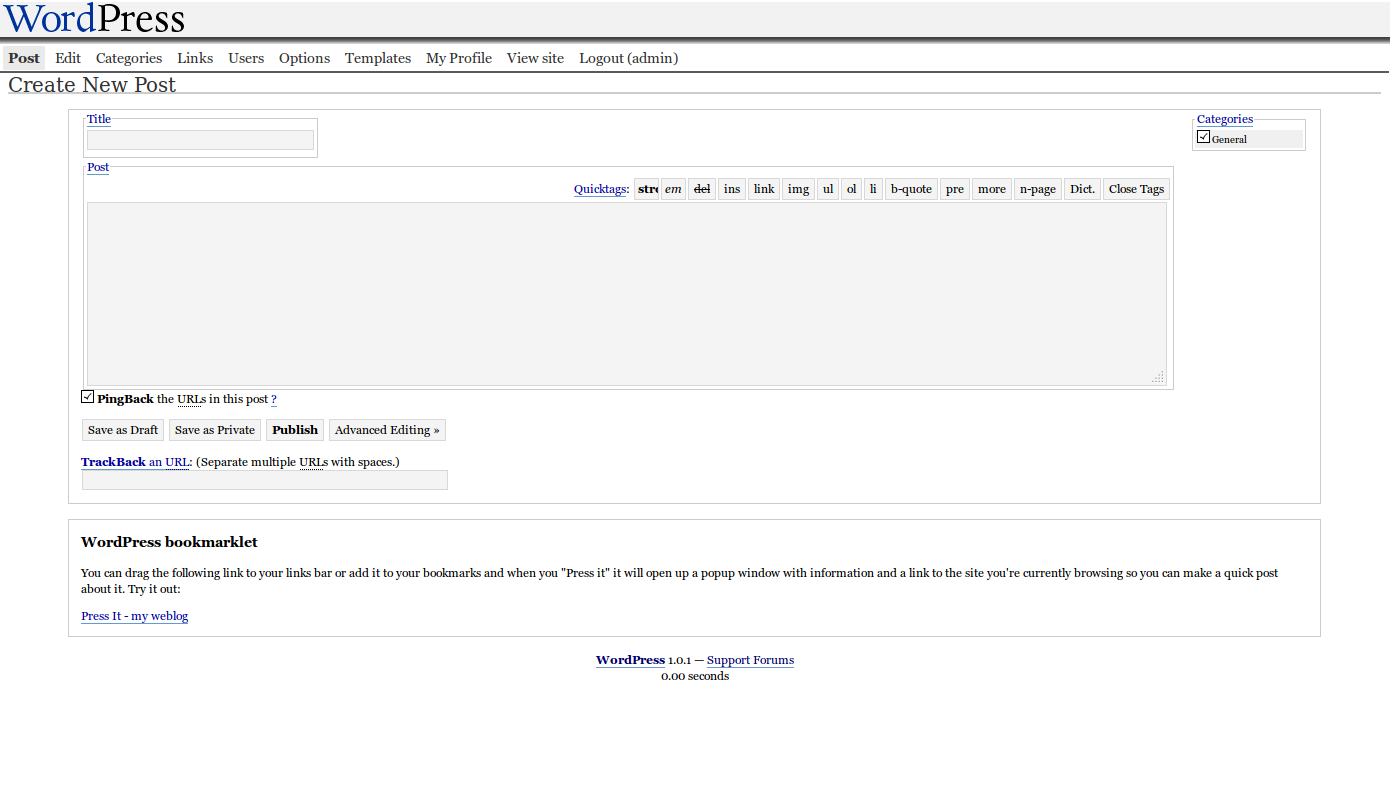 WordPress
Post Edit Categories Links Users Options Templates My Profile View site Logout (admin)
Create New Post
Title
Categories
General
Post
Quicktags: stro em del ins link img ul ol li b-quote pre more n-page Dict. Close Tags
PingBack the URLs in this post ?
Save as Draft Save as Private Publish Advanced Editing »
TrackBack an URL: (Separate multiple URLs with spaces.)
WordPress bookmarklet
You can drag the following link to your links bar or add it to your bookmarks and when you "Press it" it will open up a popup window with information and a link to the site you're currently browsing so you can make a quick post
about it. Try it out:
Press It - my weblog
WordPress 1.0.1 — Support Forums
0.00 seconds